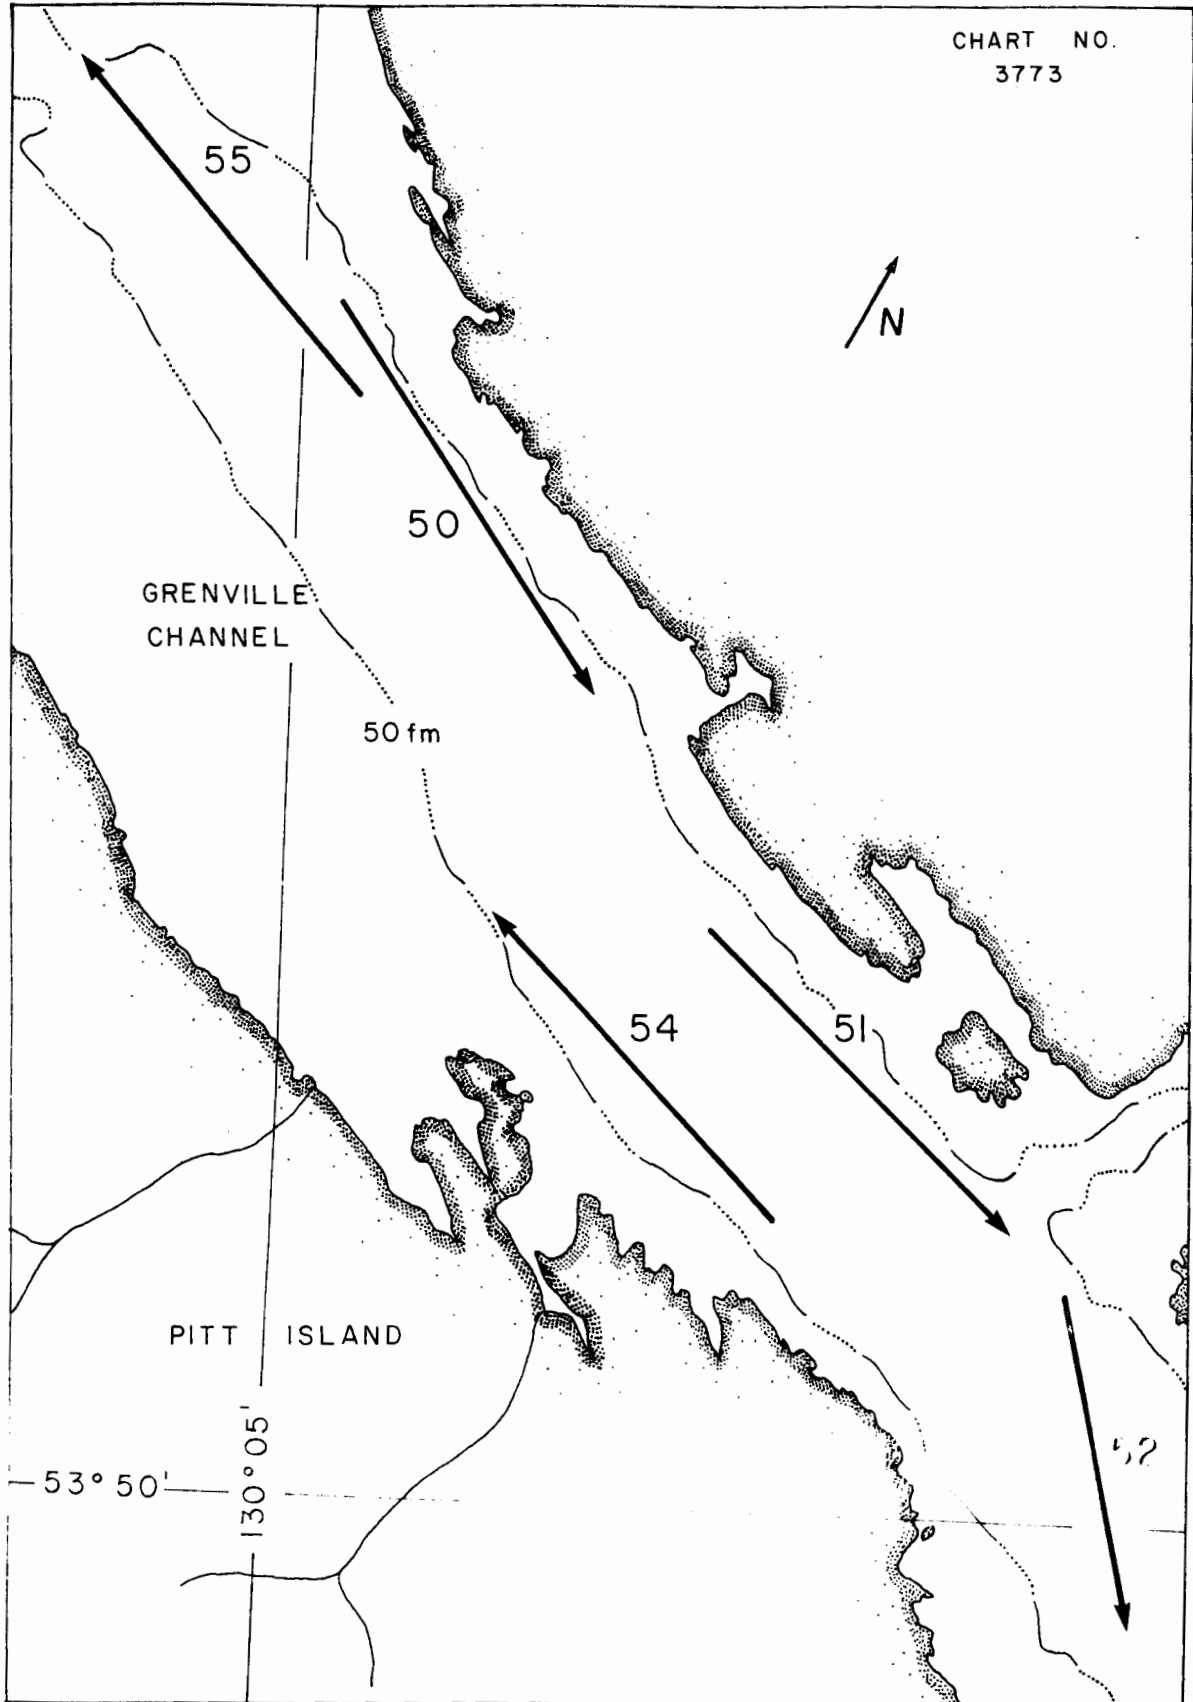 CHART NO.
3773
55
N
50
GRENVILLE
CHANNEL
50 fm
54
51
PITT ISLAND
53° 50'
130° 05'